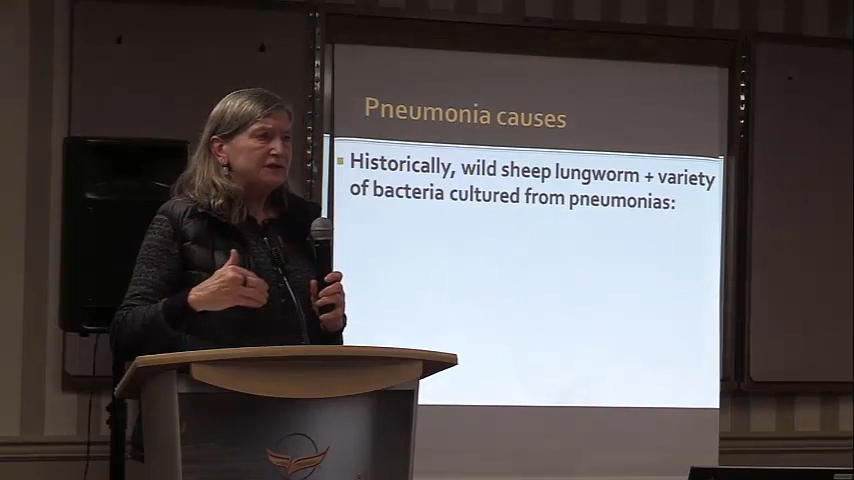 Pneumonia causes
Historically, wild sheep lungworm + variety
of bacteria cultured from pneumonias: